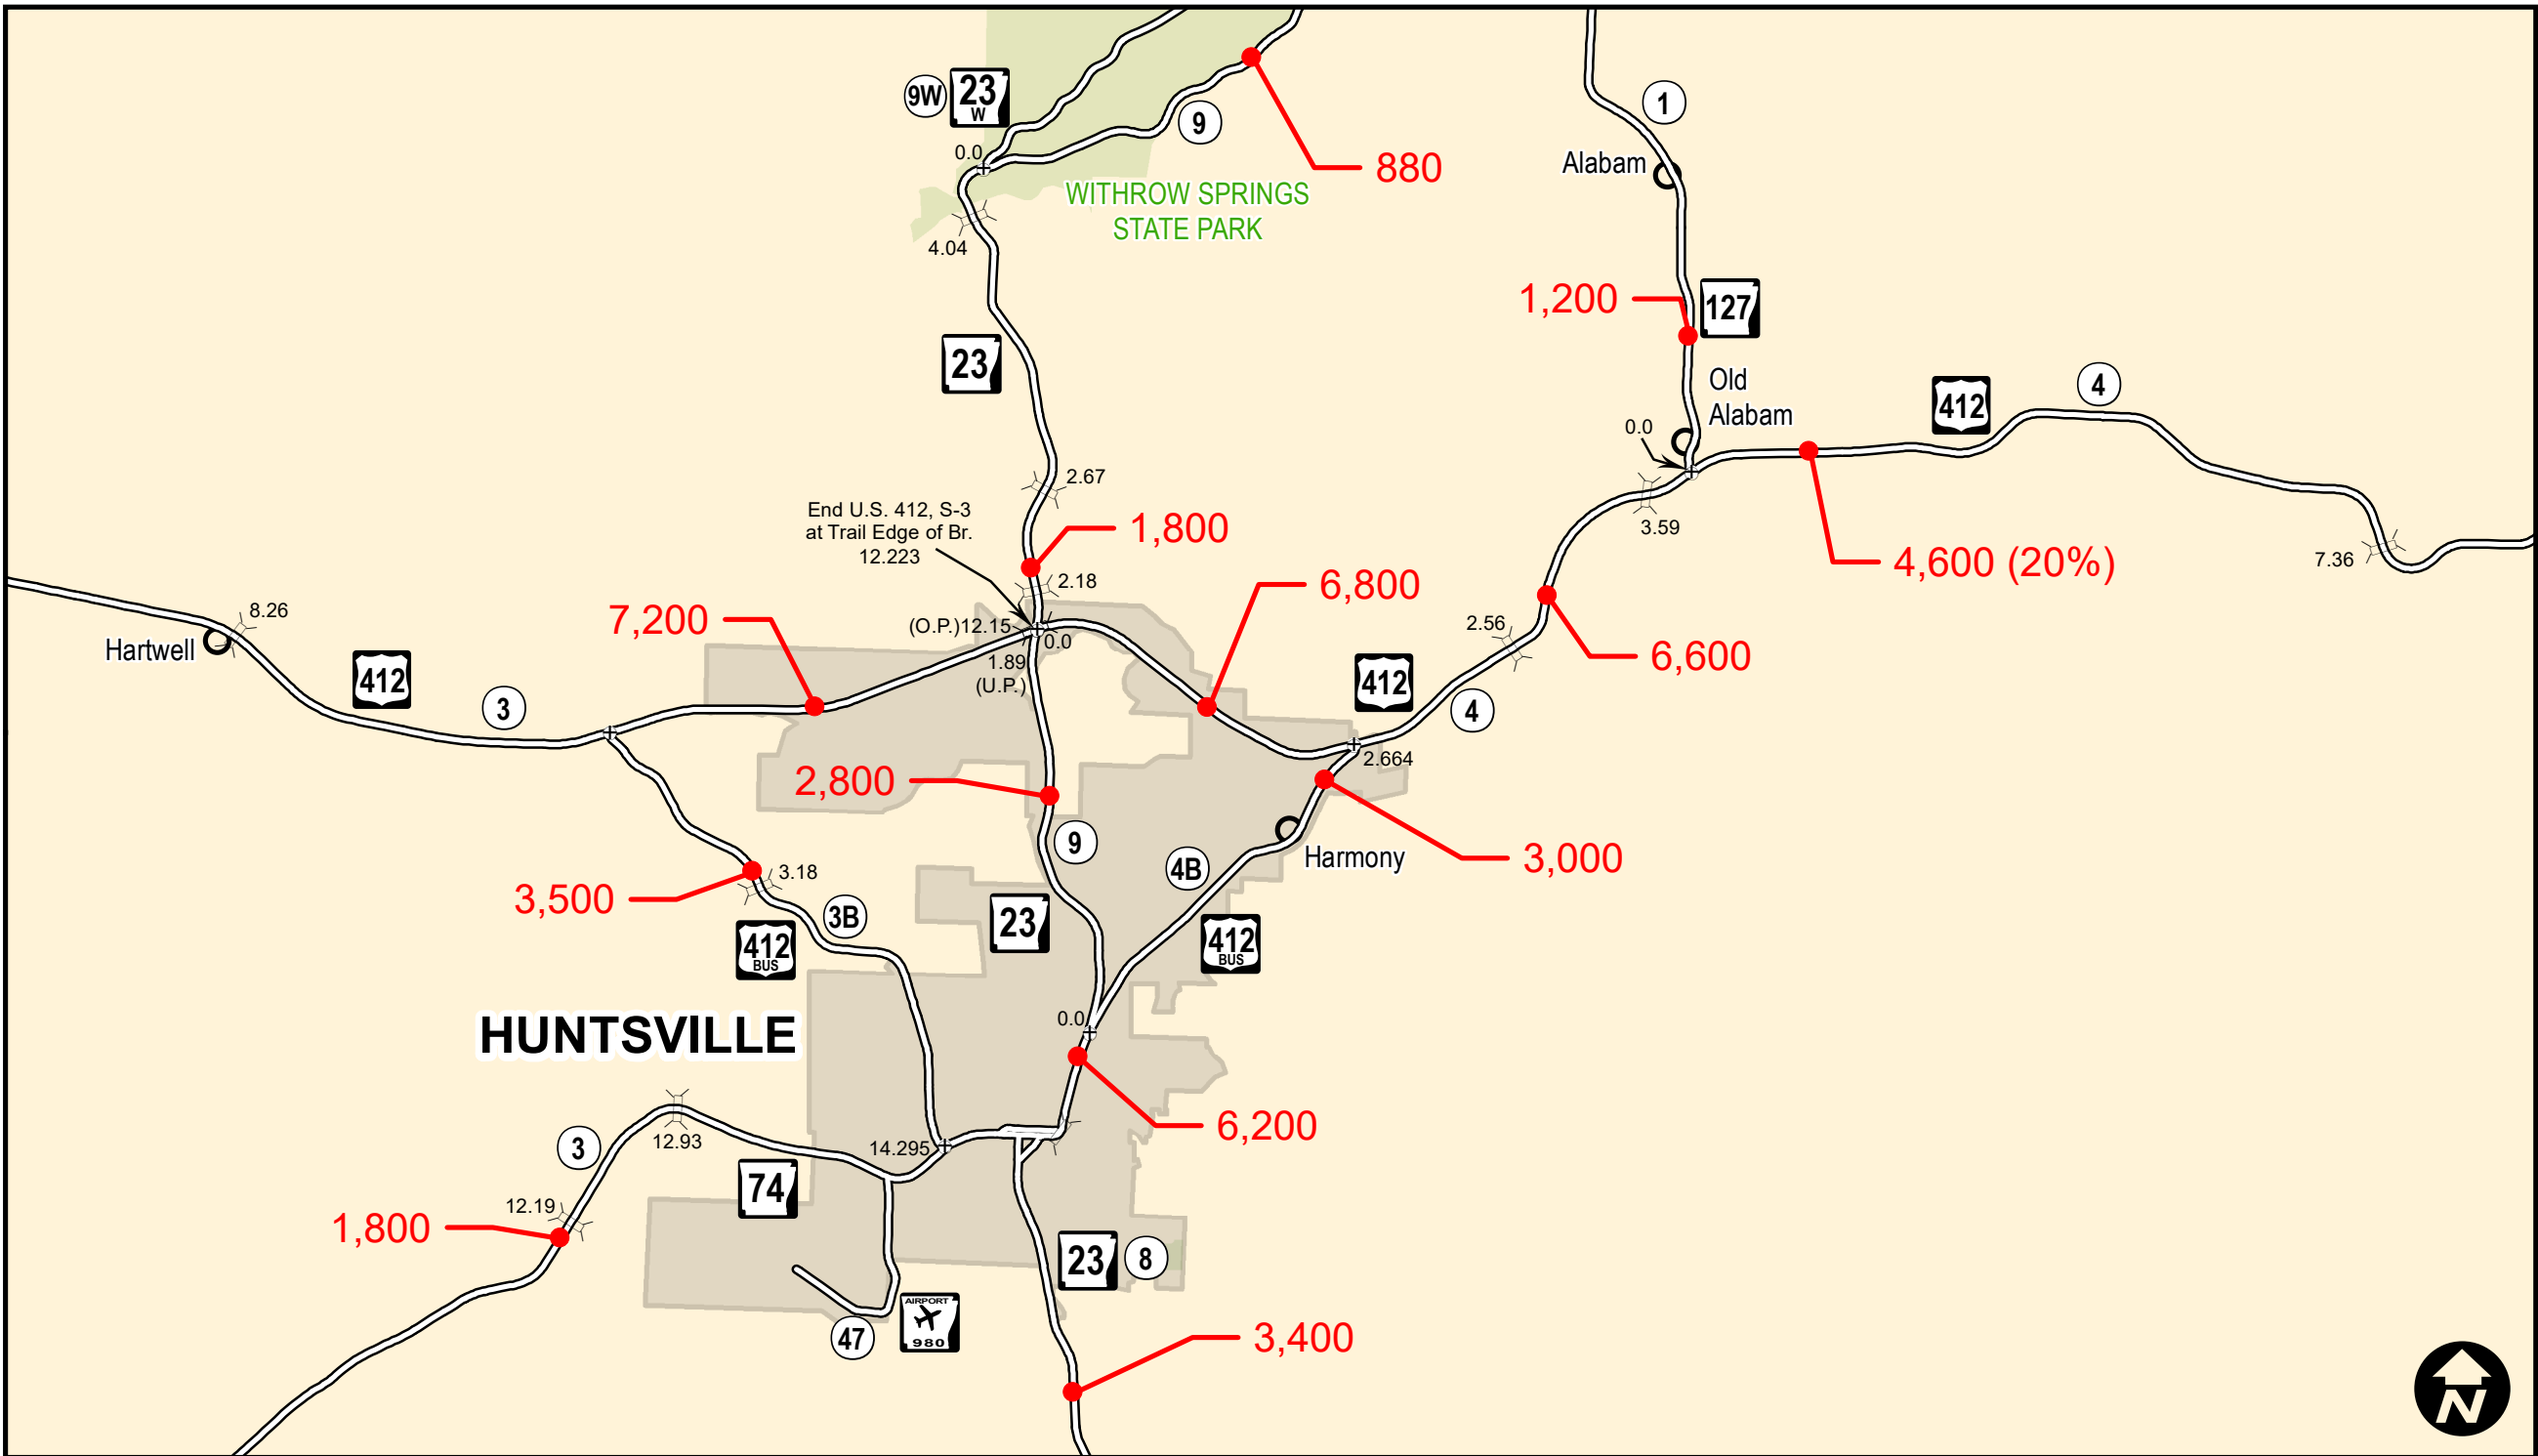 9W
23
W
0.0
9
880
WITHROW SPRINGS
STATE PARK
4.04
1
Alabam
1,200
127
23
Old
Alabam
412
4
0.0
2.67
End U.S. 412, S-3
at Trail Edge of Br.
12.223
1,800
2.18
3.59
4,600 (20%)
7.36
8.26
Hartwell
7,200
(O.P.)12.15
0.0
1.89
(U.P.)
6,800
2.56
6,600
412
3
412
4
2.664
2,800
9
3,000
Harmony
4B
3.18
3,500
3B
412
BUS
23
412
BUS
HUNTSVILLE
0.0
6,200
12.93
3
14.295
74
12.19
1,800
23
8
AIRPORT
980
47
3,400
N